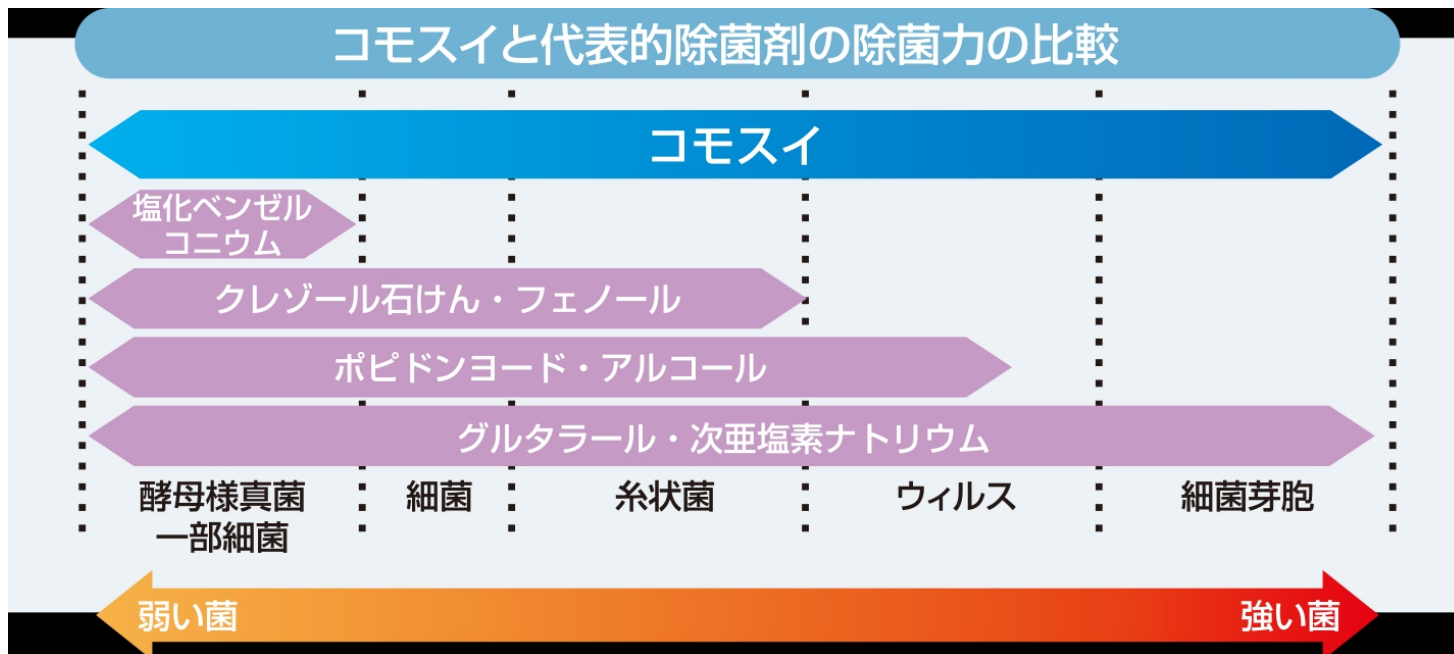 コモスイと代表的除菌剤の除菌力の比較
コモスイ
塩化ベンゼル
コニウム
クレゾール石けん・フェノール
ポピドンヨード・アルコール
グルタラール・次亜塩素ナトリウム
酵母様真菌
一部細菌
細菌
糸状菌
ウィルス
細菌芽胞
弱い菌
強い菌